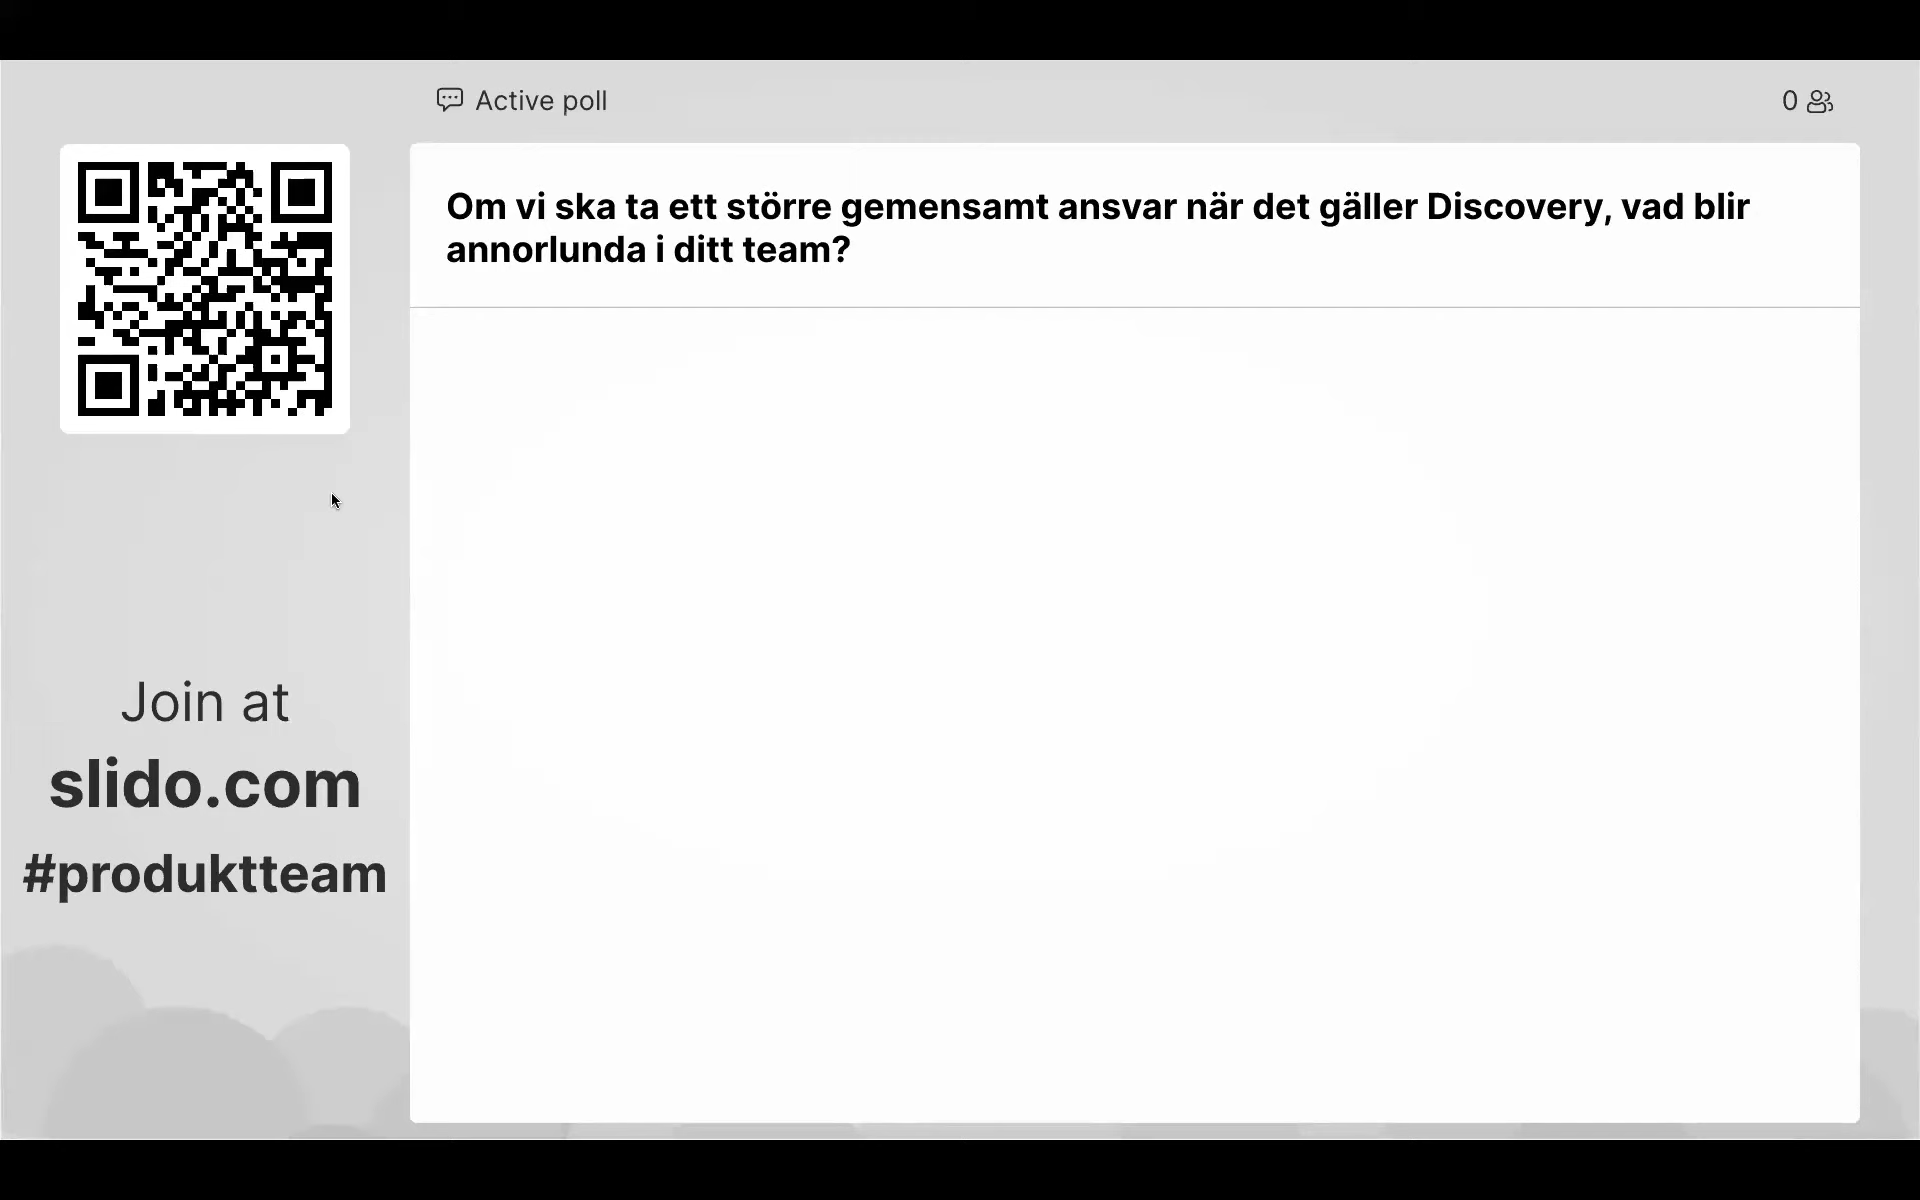 Active poll
0
Om vi ska ta ett större gemensamt ansvar när det gäller Discovery, vad blir
annorlunda i ditt team?
Join at
slido.com
#produktteam